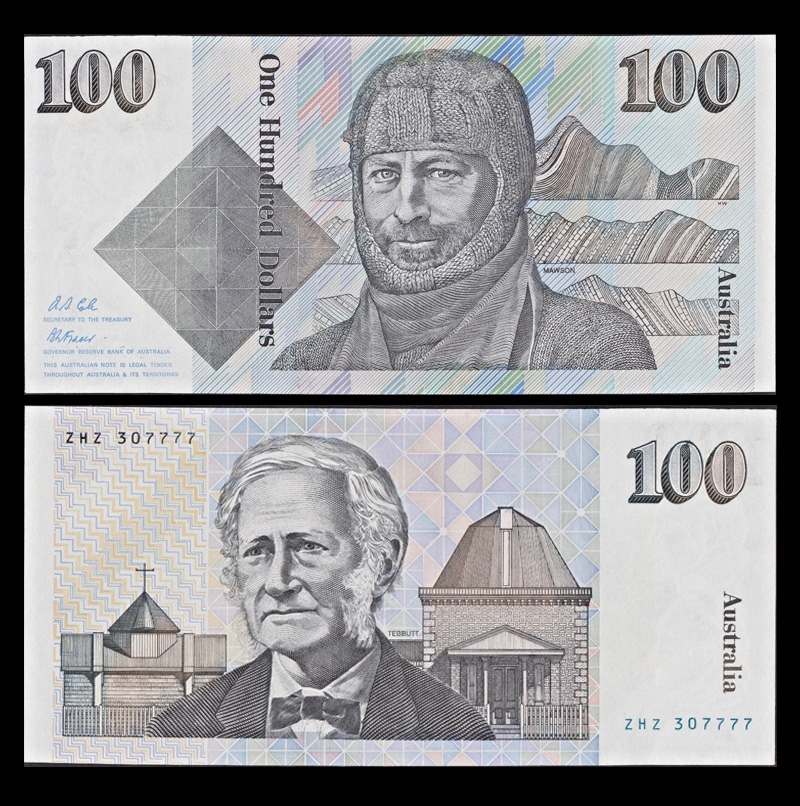 100
One Hundred Dollars
100
HW
MAWSON
Australia
SECRETARY TO THE TREASURY
GOVERNOR RESERVE BANK OF AUSTRALIA
THIS AUSTRALIAN NOTE IS LEGAL TENDER
THROUGHOUT AUSTRALIA & ITS TERRITORIES
ZHZ 307777
100
TEBBUTT
Australia
ZHZ 307777